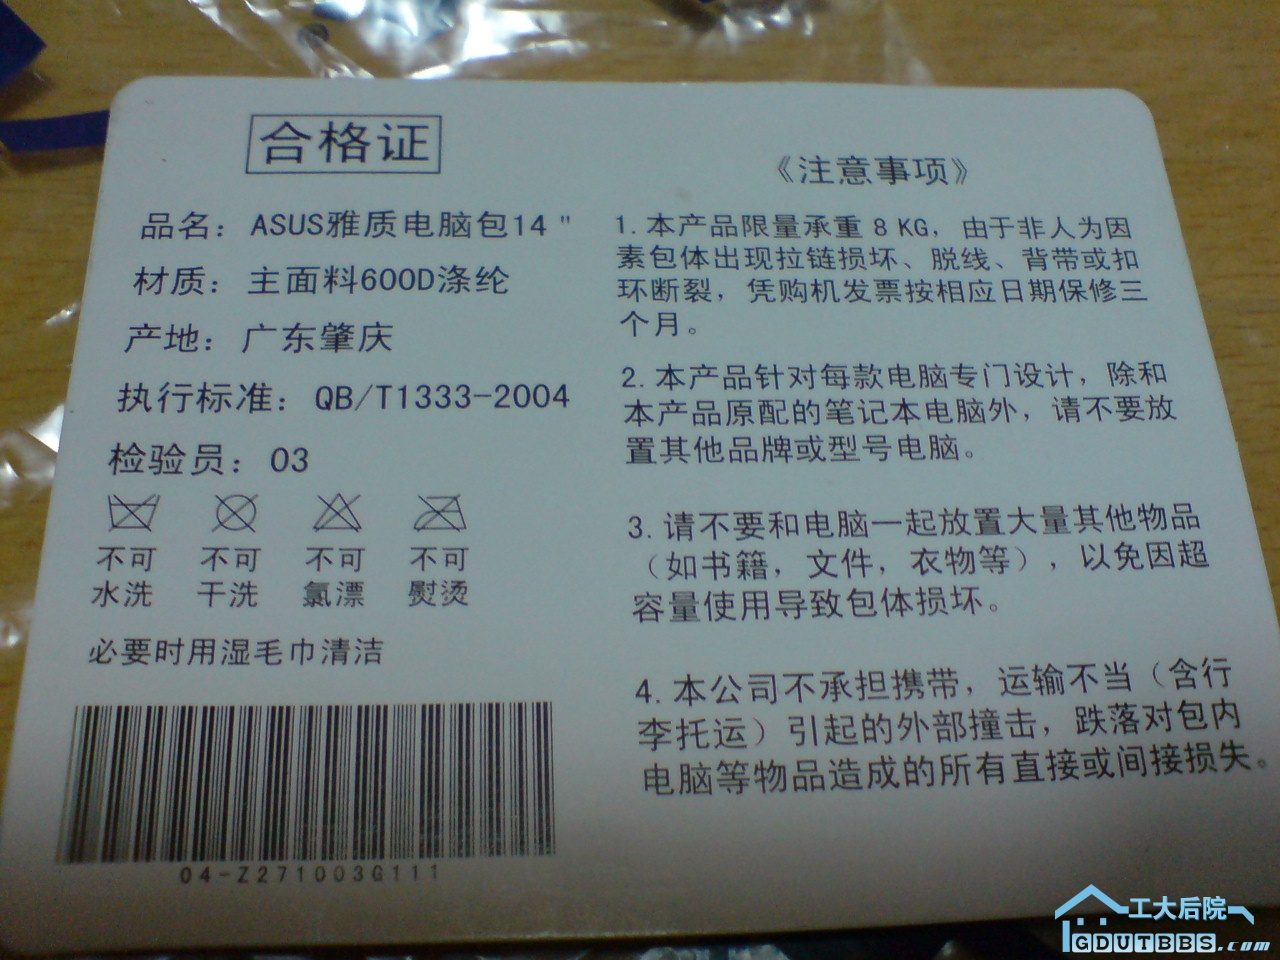 合格证
品名：ASUS雅质电脑包14"
材质：主面料600D涤纶
产地：广东肇庆
执行标准：QB/T1333-2004
检验员：03
不可 不可 不可 不可
水洗 干洗 氯漂 熨烫
必要时用湿毛巾清洁
04-Z271003G111
《注意事项》
1.本产品限量承重 8 KG，由于非人为因
素包体出现拉链损坏、脱线、背带或扣
环断裂，凭购机发票按相应日期保修三
个月。
2.本产品针对每款电脑专门设计，除和
本产品原配的笔记本电脑外，请不要放
置其他品牌或型号电脑。
3.请不要和电脑一起放置大量其他物品
（如书籍，文件，衣物等），以免因超
容量使用导致包体损坏。
4.本公司不承担携带，运输不当（含行
李托运）引起的外部撞击，跌落对包内
电脑等物品造成的所有直接或间接损失。
工大后院
GDUTBBS.com